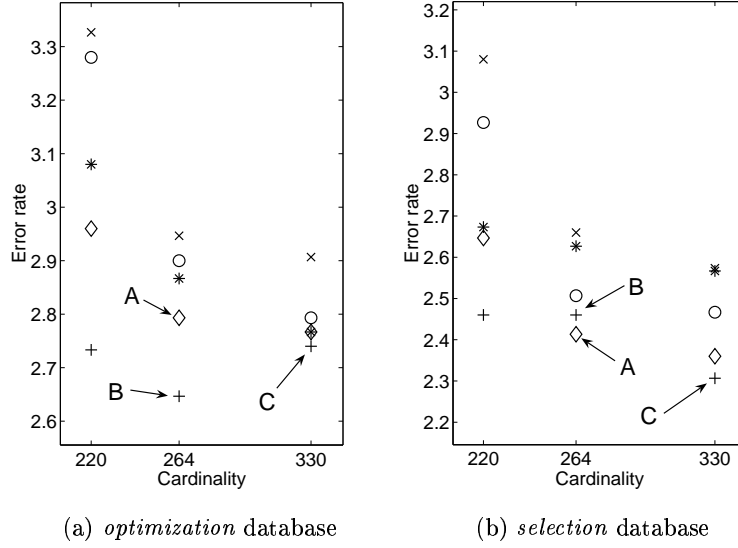 3.3
3.2
3.1
3
2.9
2.8
2.7
2.6
Error rate
A
B
C
220 264 330
Cardinality
(a) optimization database
3.2
3.1
3
2.9
2.8
2.7
2.6
2.5
2.4
2.3
2.2
Error rate
B
A
C
220 264 330
Cardinality
(b) selection database